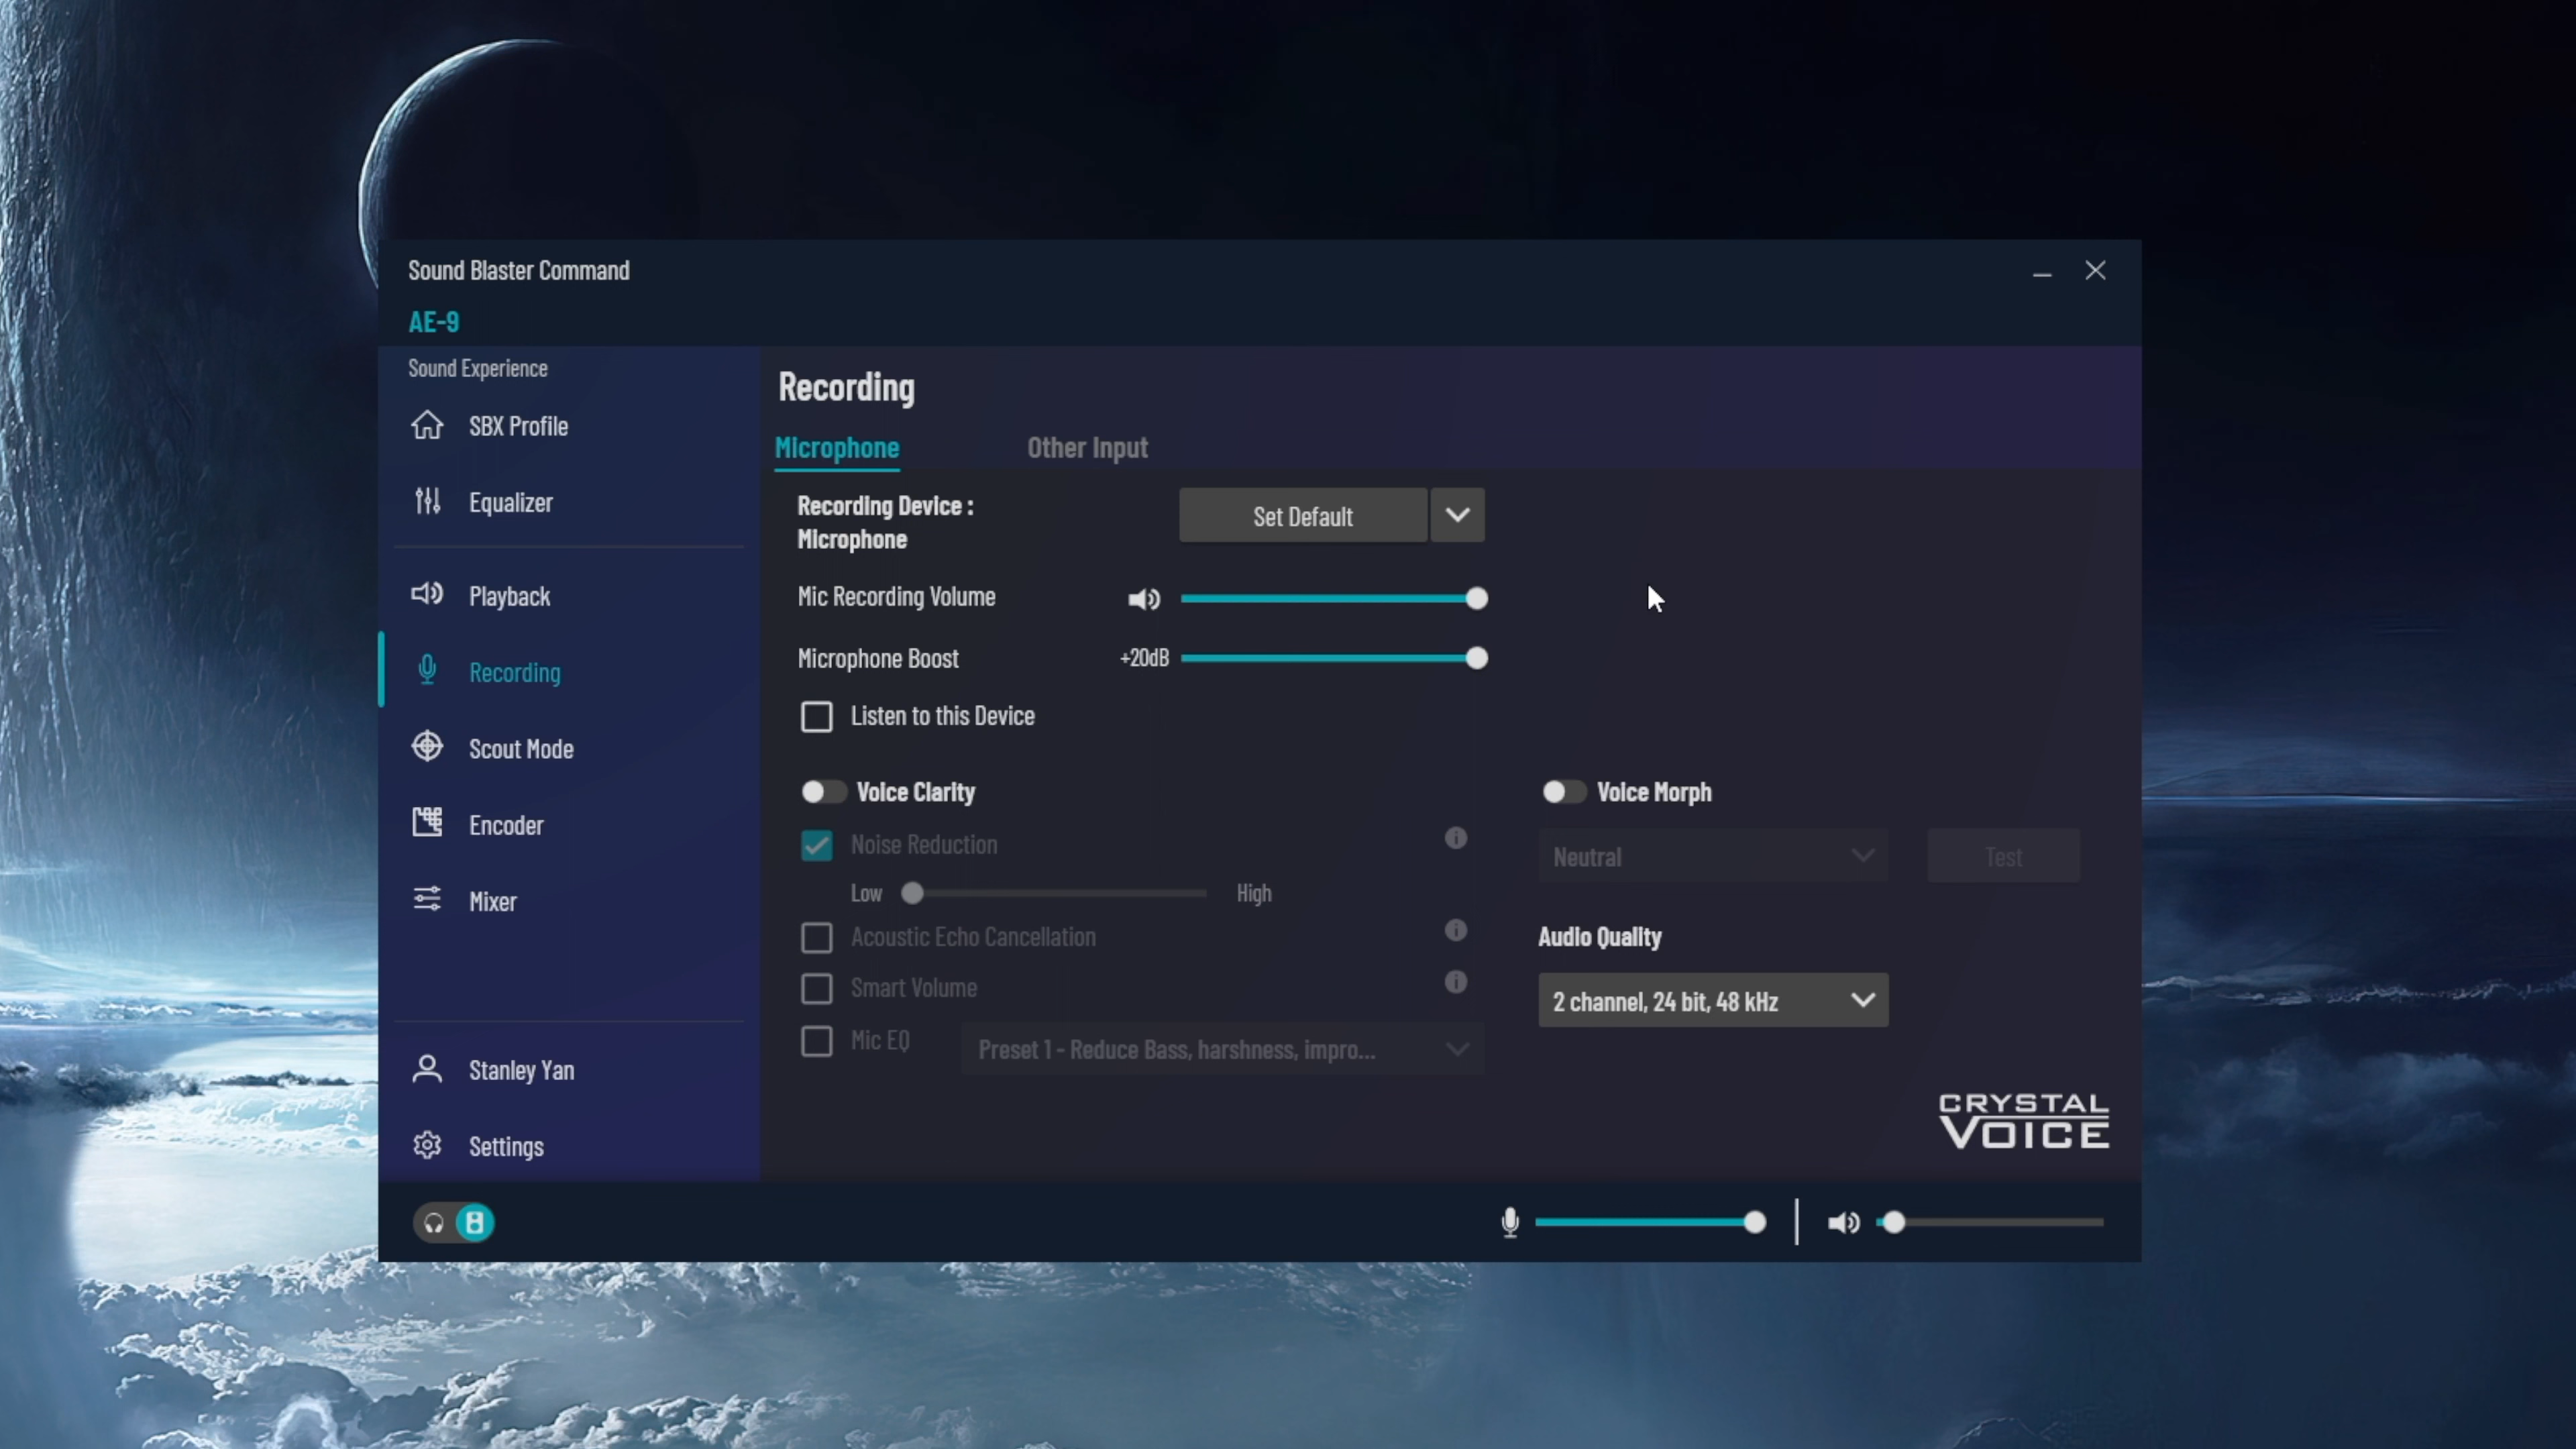 Sound Blaster Command
AE-9
Sound Experience
SBX Profile
Equalizer
Playback
Recording
Scout Mode
Encoder
Mixer
Stanley Yan
Settings
Recording
Microphone Other Input
Recording Device :
Microphone
Set Default
Mic Recording Volume
Microphone Boost +20dB
Listen to this Device
Voice Clarity
Noise Reduction
Low High
Acoustic Echo Cancellation
Smart Volume
Mic EQ Preset 1 - Reduce Bass, harshness, impro...
Voice Morph
Neutral Test
Audio Quality
2 channel, 24 bit, 48 kHz
CRYSTAL
VOICE